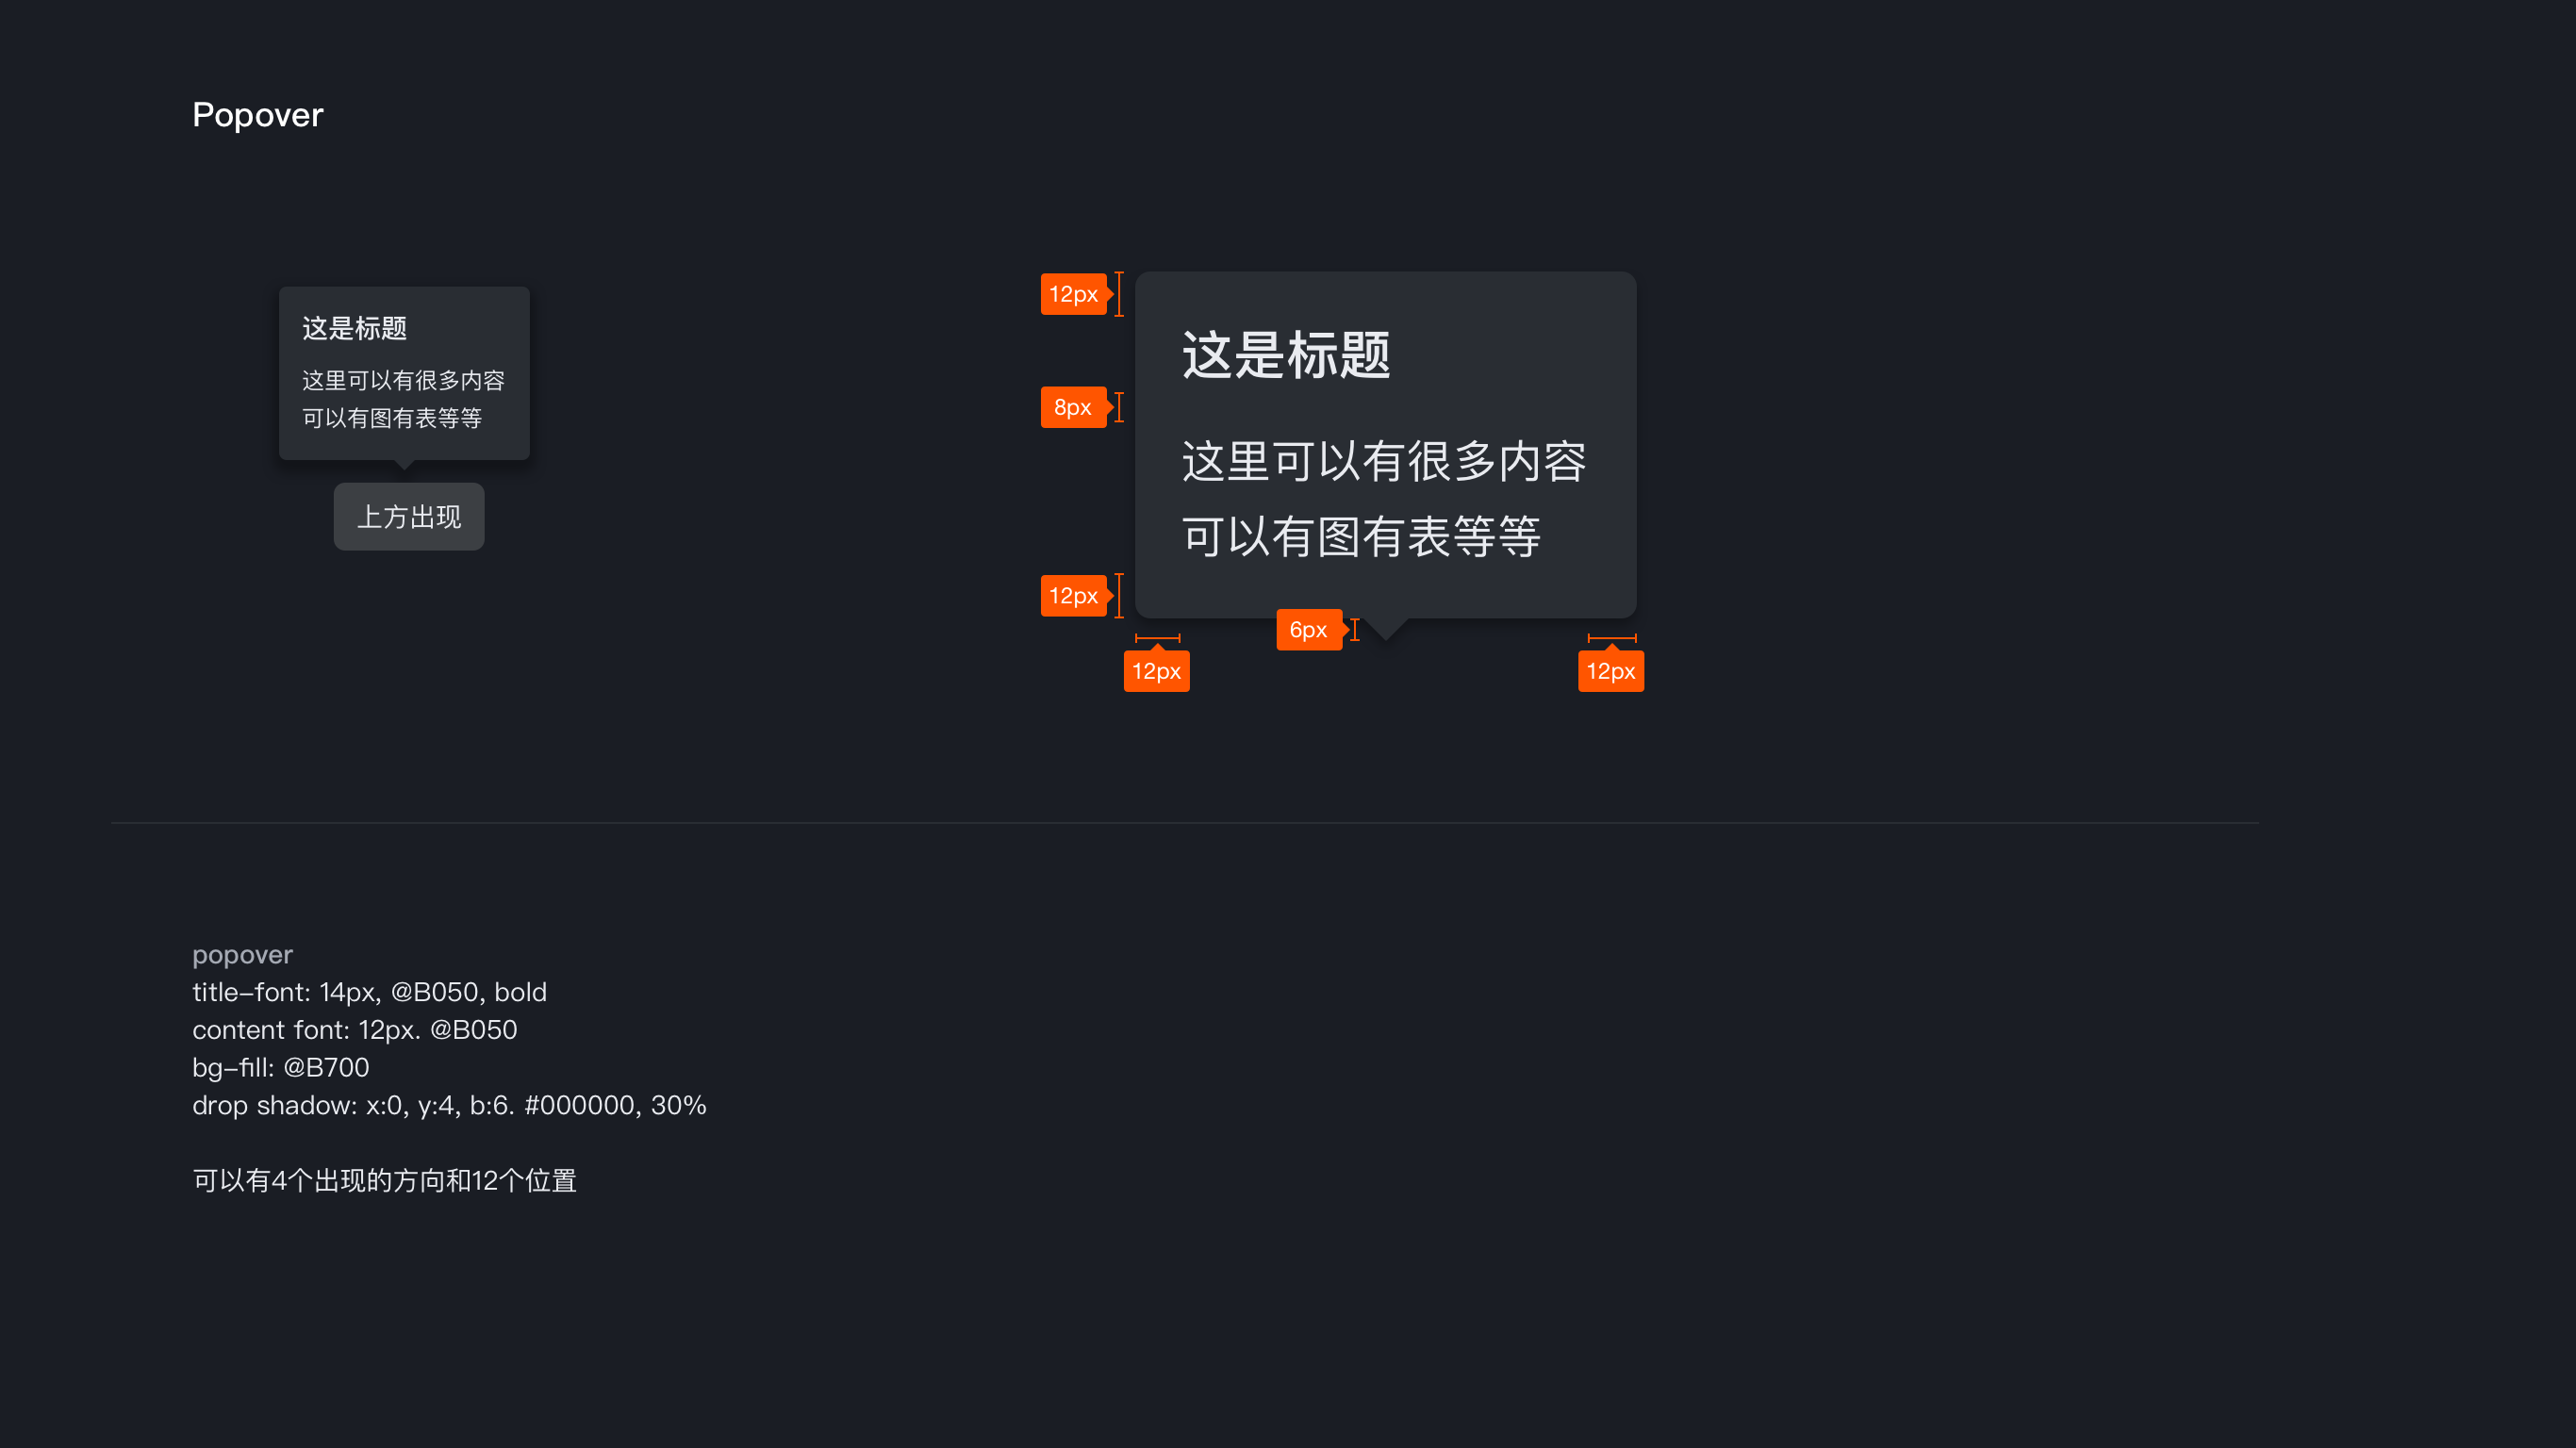 Popover
这是标题
这里可以有很多内容
可以有图有表等等
上方出现
12px
这是标题
8px
这里可以有很多内容
可以有图有表等等
12px
6px
12px
12px
popover
title-font: 14px, @B050, bold
content font: 12px. @B050
bg-fill: @B700
drop shadow: x:0, y:4, b:6. #000000, 30%
可以有4个出现的方向和12个位置